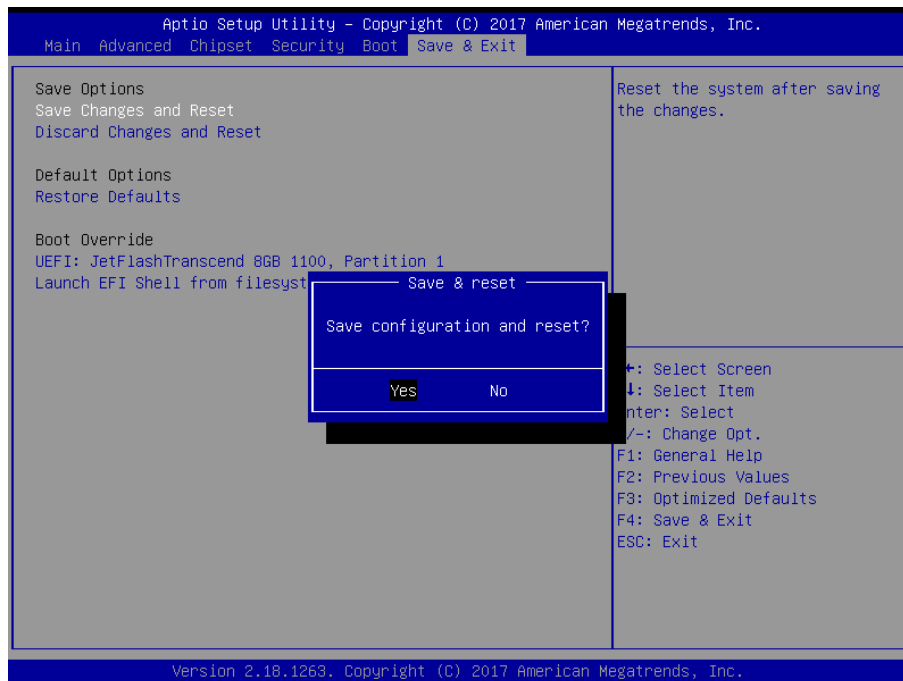 Aptio Setup Utility – Copyright (C) 2017 American Megatrends, Inc.
Main Advanced Chipset Security Boot Save & Exit
Save Options
Save Changes and Reset
Discard Changes and Reset
Default Options
Restore Defaults
Boot Override
UEFI: JetFlashTranscend 8GB 1100, Partition 1
Launch EFI Shell from filesyst
Save & reset
Save configuration and reset?
Yes No
Reset the system after saving
the changes.
←: Select Screen
↓: Select Item
nter: Select
/-: Change Opt.
F1: General Help
F2: Previous Values
F3: Optimized Defaults
F4: Save & Exit
ESC: Exit
Version 2.18.1263. Copyright (C) 2017 American Megatrends, Inc.